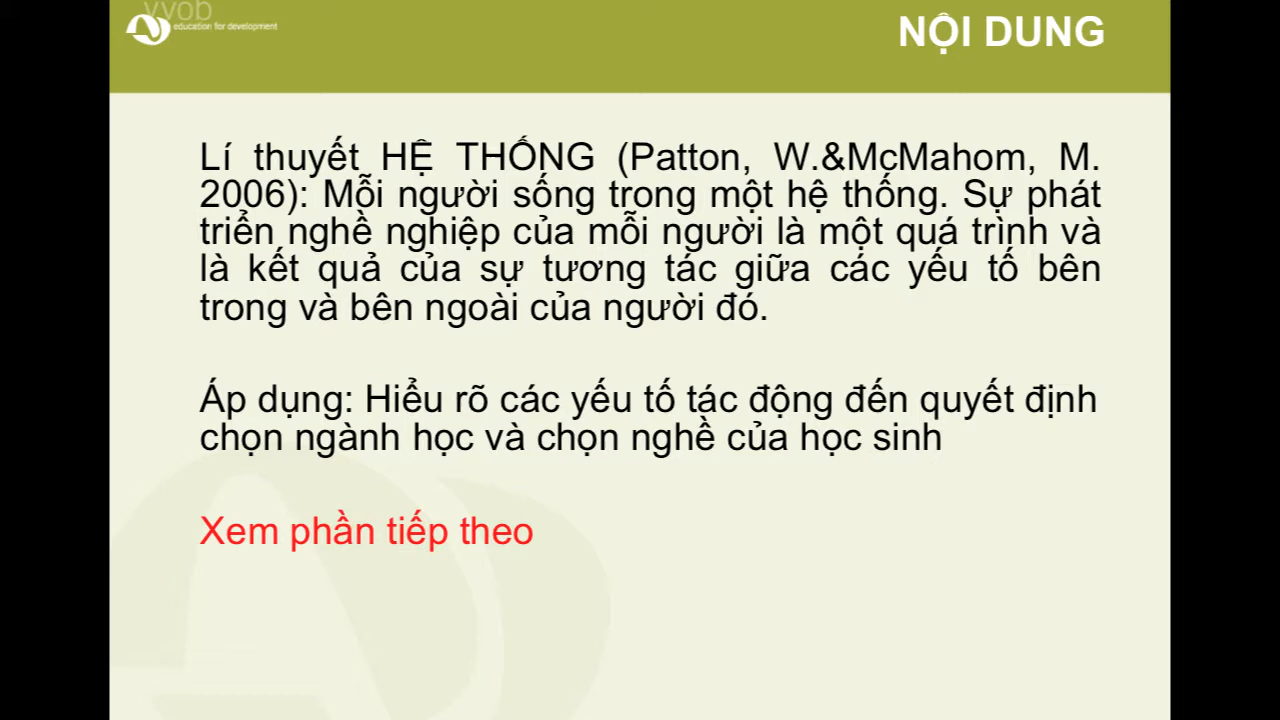 vvob
education for development
NỘI DUNG
Lí thuyết HỆ THỐNG (Patton, W.&McMahom, M.
2006): Mỗi người sống trong một hệ thống. Sự phát
triển nghề nghiệp của mỗi người là một quá trình và
là kết quả của sự tương tác giữa các yếu tố bên
trong và bên ngoài của người đó.
Áp dụng: Hiểu rõ các yếu tố tác động đến quyết định
chọn ngành học và chọn nghề của học sinh
Xem phần tiếp theo